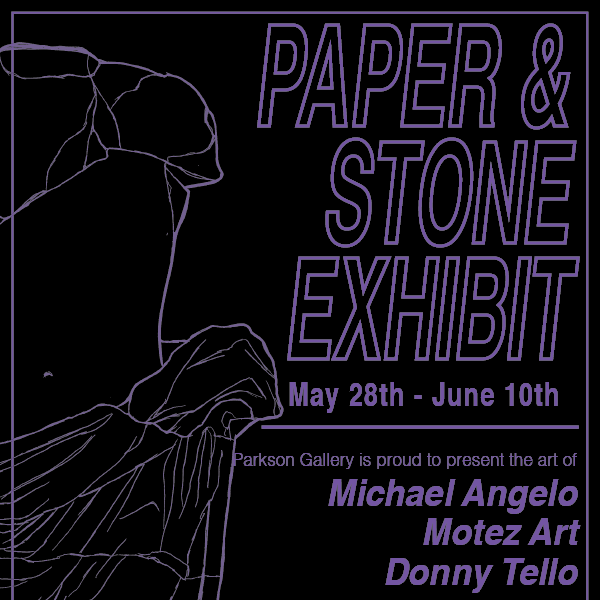 PAPER &
STONE
EXHIBIT
May 28th - June 10th
Parkson Gallery is proud to present the art of
Michael Angelo
Motez Art
Donny Tello